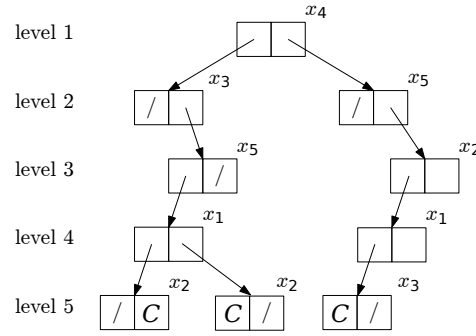 x₄
level 1
x₃
x₅
level 2 / /
x₅
x₂
level 3 /
x₁
x₁
level 4
x₂
x₂
x₃
level 5 / C C / C /